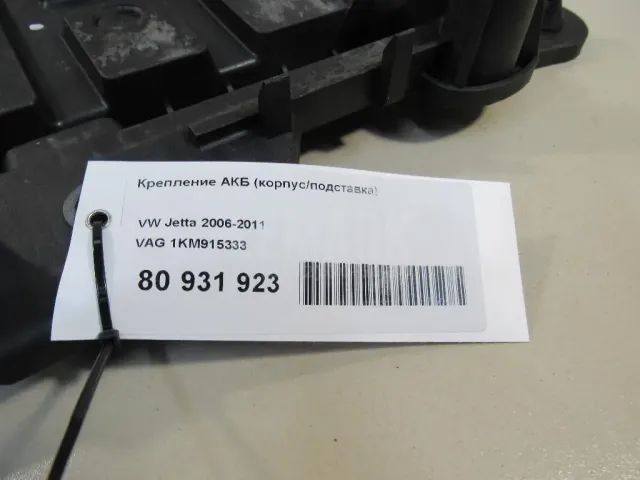 Крепление АКБ (корпус/подставка)
VW Jetta 2006-2011
VAG 1KM915333
80 931 923